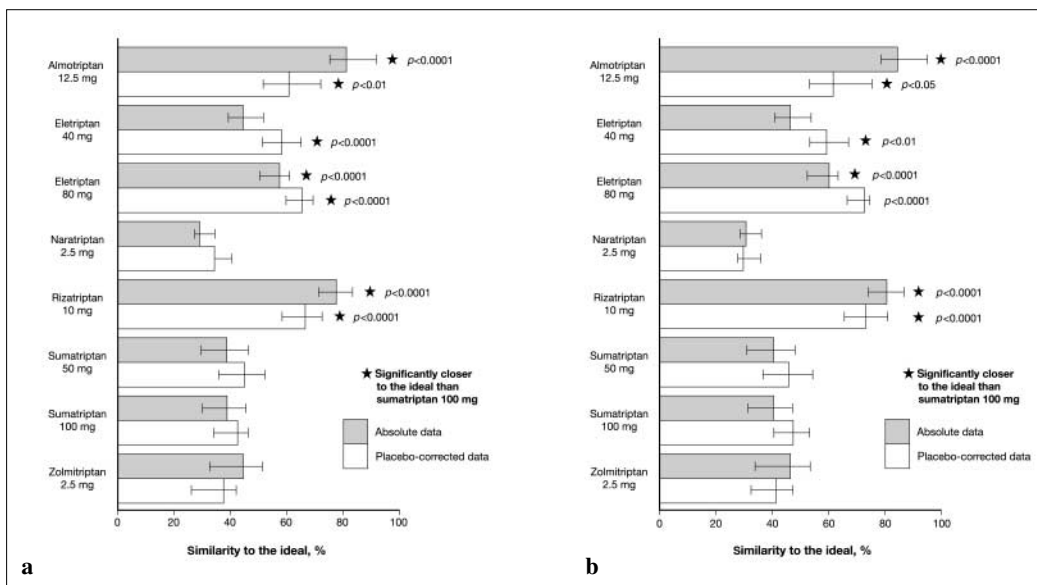 Almotriptan
12.5 mg
★ p<0.0001
★ p<0.01
Eletriptan
40 mg
★ p<0.0001
Eletriptan
80 mg
★ p<0.0001
★ p<0.0001
Naratriptan
2.5 mg
Rizatriptan
10 mg
★ p<0.0001
★ p<0.0001
Sumatriptan
50 mg
★ Significantly closer
to the ideal than
sumatriptan 100 mg
Sumatriptan
100 mg
Absolute data
Placebo-corrected data
Zolmitriptan
2.5 mg
0 20 40 60 80 100
Similarity to the ideal, %
a
Almotriptan
12.5 mg
★ p<0.0001
★ p<0.05
Eletriptan
40 mg
★ p<0.01
Eletriptan
80 mg
★ p<0.0001
p<0.0001
Naratriptan
2.5 mg
Rizatriptan
10 mg
★ p<0.0001
★ p<0.0001
Sumatriptan
50 mg
★ Significantly closer
to the ideal than
sumatriptan 100 mg
Sumatriptan
100 mg
Absolute data
Placebo-corrected data
Zolmitriptan
2.5 mg
0 20 40 60 80 100
Similarity to the ideal, %
b